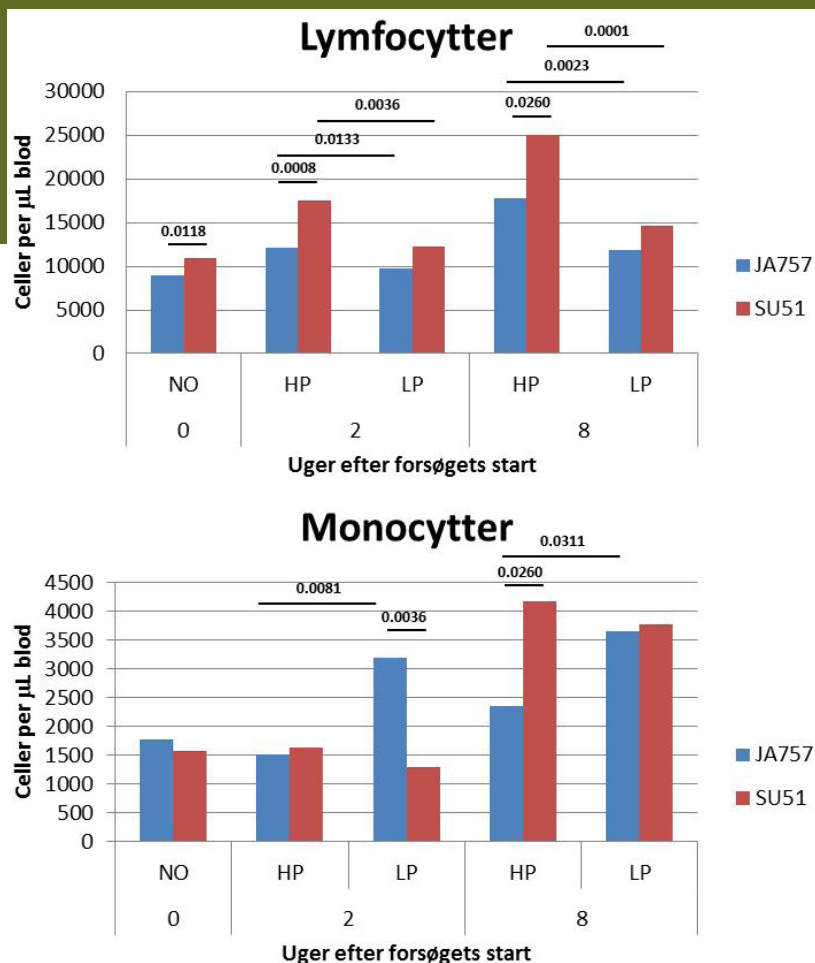 Lymfocytter
0.0001
0.0023
0.0036
0.0260
0.0133
0.0008
0.0118
Celler per µL blod
30000
25000
20000
15000
10000
5000
0
NO HP LP HP LP
0 2 8
Uger efter forsøgets start
JA757
SU51
Monocytter
0.0311
0.0260
0.0081
0.0036
Celler per µL blod
4500
4000
3500
3000
2500
2000
1500
1000
500
0
NO HP LP HP LP
0 2 8
Uger efter forsøgets start
JA757
SU51